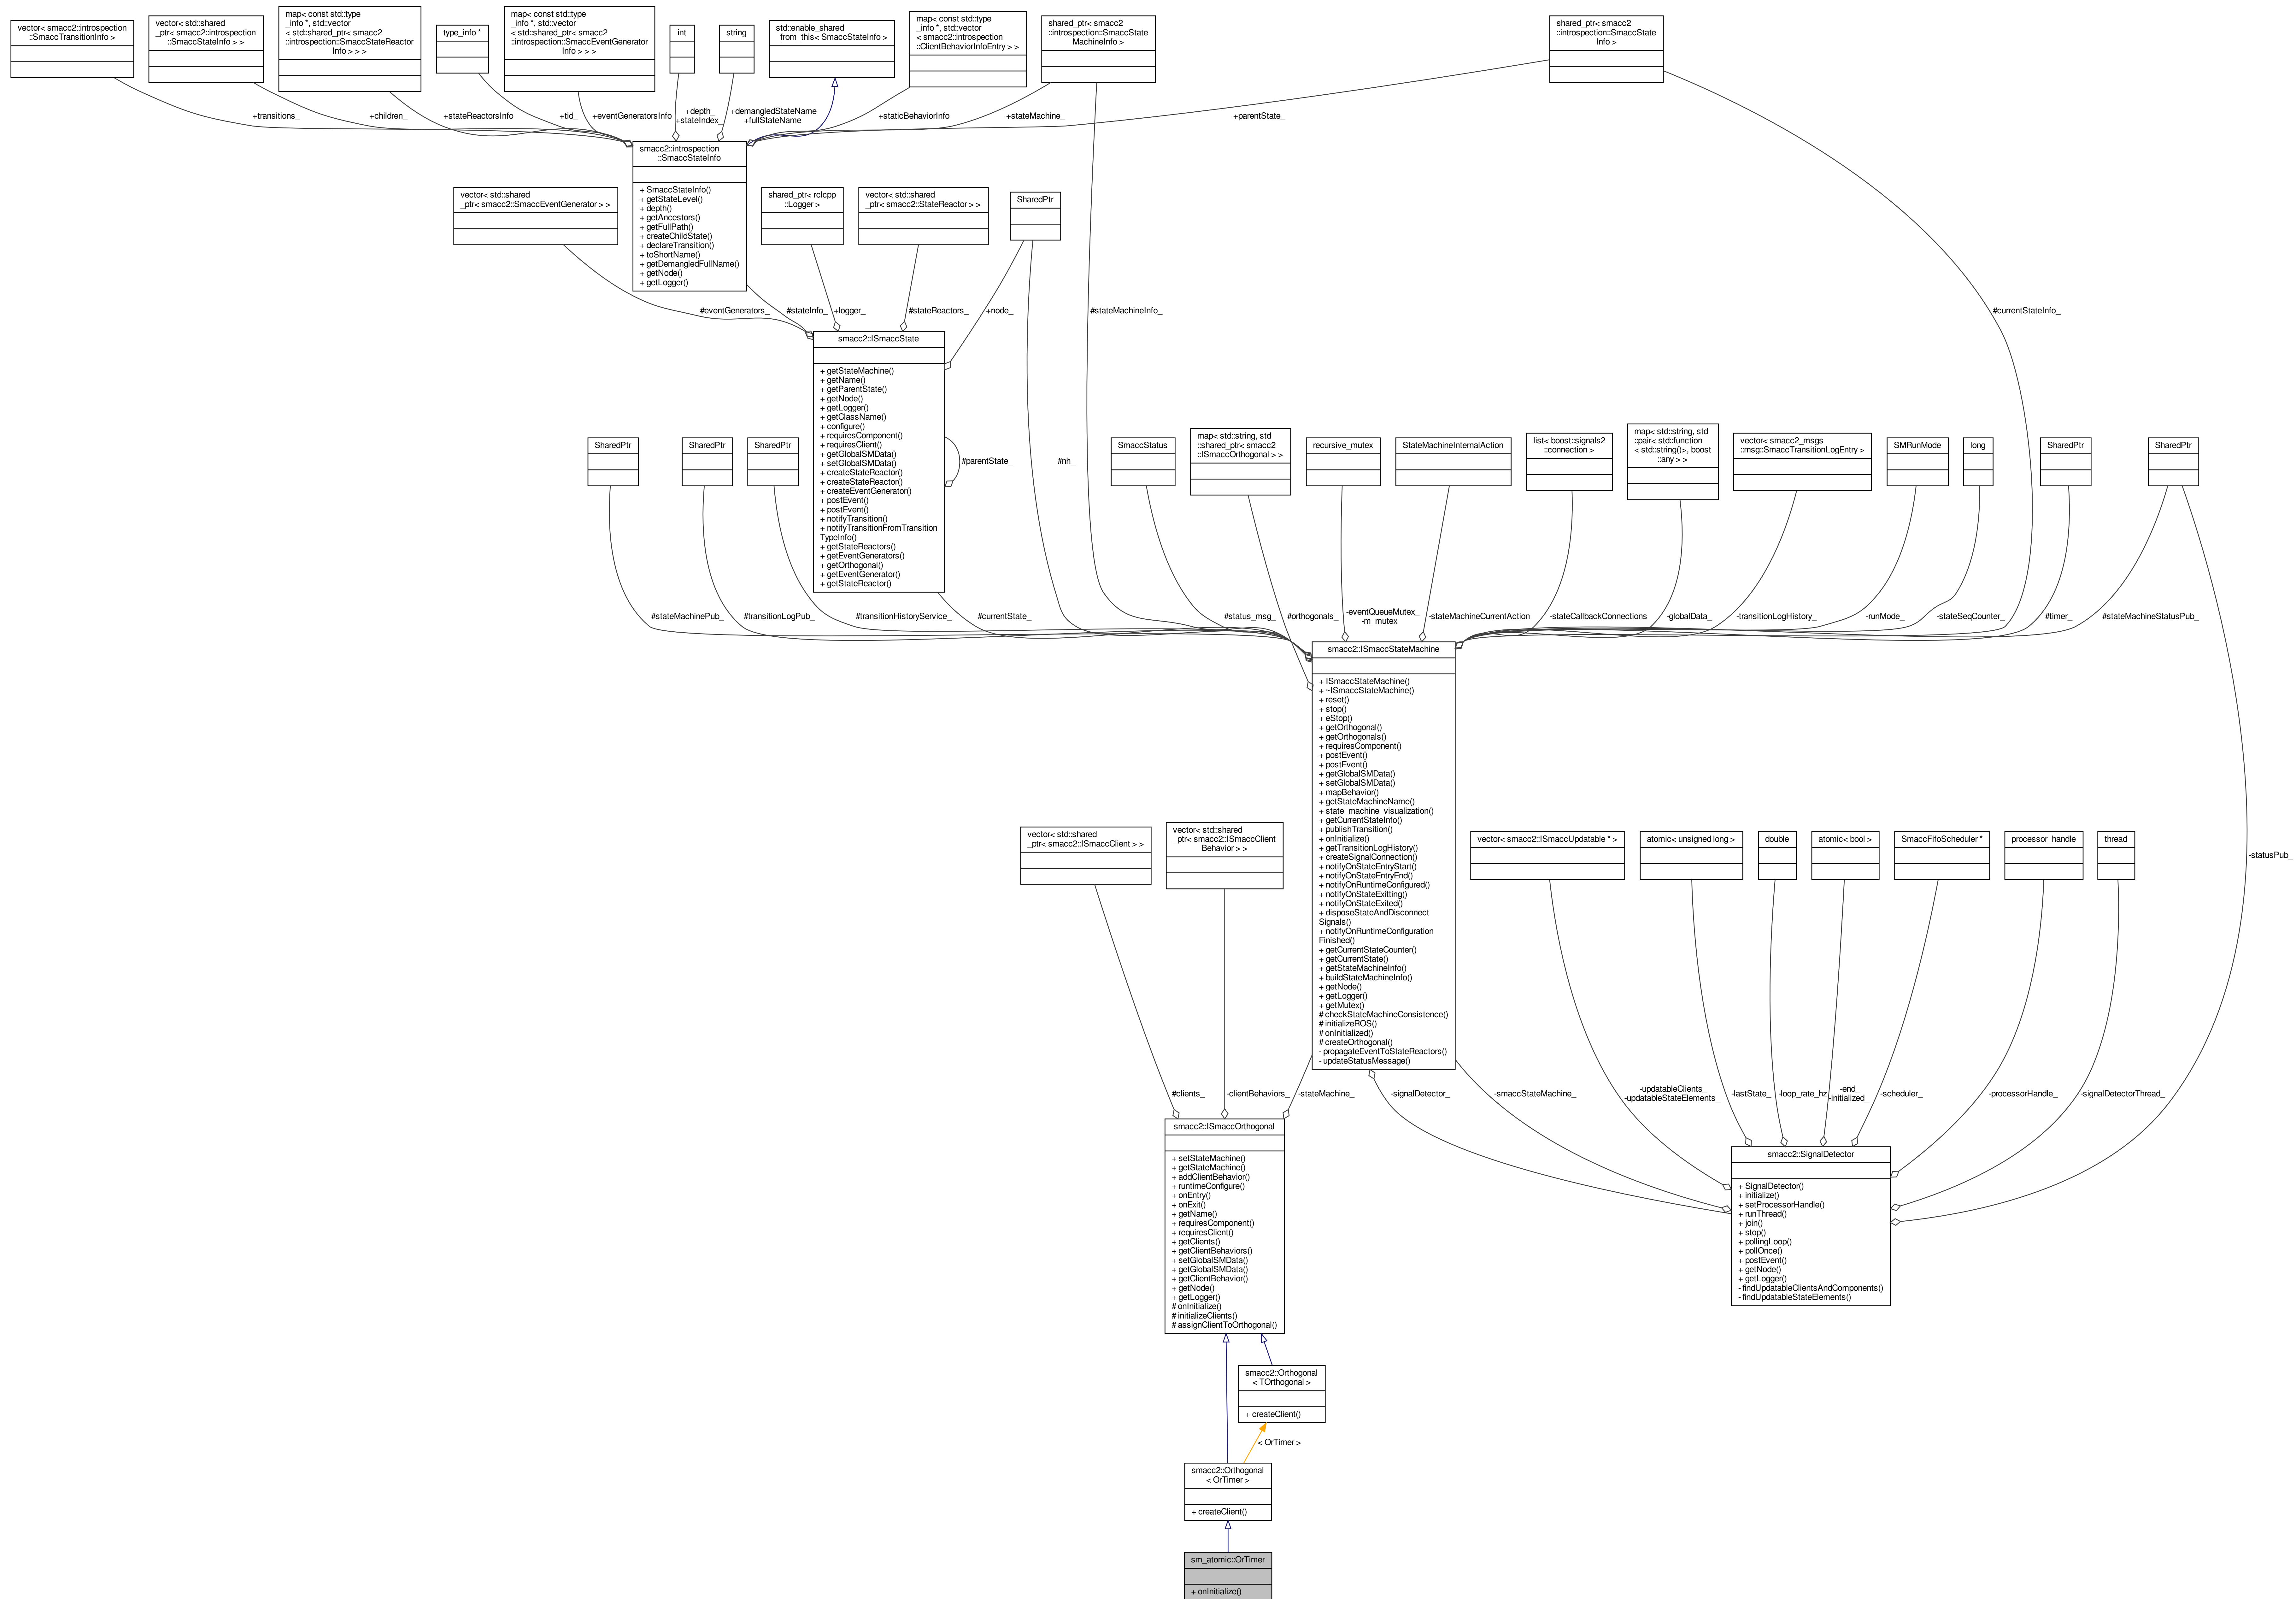 vector< smacc2::introspection
::SmaccTransitionInfo >
vector< std::shared
_ptr< smacc2::introspection
::SmaccStateInfo > >
map< const std::type
_info *, std::vector
< std::shared_ptr< smacc2
::introspection::SmaccStateReactor
Info > > >
type_info *
map< const std::type
_info *, std::vector
< std::shared_ptr< smacc2
::introspection::SmaccEventGenerator
Info > > >
int
string
std::enable_shared
_from_this< SmaccStateInfo >
map< const std::type
_info *, std::vector
< smacc2::introspection
::ClientBehaviorInfoEntry > >
shared_ptr< smacc2
::introspection::SmaccState
MachineInfo >
shared_ptr< smacc2
::introspection::SmaccState
Info >
+transitions_
+children_
+stateReactorsInfo
+tid_
+eventGeneratorsInfo
+depth_
+stateIndex_
+demangledStateName
+fullStateName
+staticBehaviorInfo
+stateMachine_
+parentState_
smacc2::introspection
::SmaccStateInfo
+ SmaccStateInfo()
+ getStateLevel()
+ depth()
+ getAncestors()
+ getFullPath()
+ createChildState()
+ declareTransition()
+ toShortName()
+ getDemangledFullName()
+ getNode()
+ getLogger()
vector< std::shared
_ptr< smacc2::SmaccEventGenerator > >
shared_ptr< rclcpp
::Logger >
vector< std::shared
_ptr< smacc2::StateReactor > >
SharedPtr
#eventGenerators_
#stateInfo_
+logger_
#stateReactors_
+node_
#stateMachineInfo_
#currentStateInfo_
smacc2::ISmaccState
+ getStateMachine()
+ getName()
+ getParentState()
+ getNode()
+ getLogger()
+ getClassName()
+ configure()
+ requiresComponent()
+ requiresClient()
+ getGlobalSMData()
+ setGlobalSMData()
+ createStateReactor()
+ createStateReactor()
+ createEventGenerator()
+ postEvent()
+ postEvent()
+ notifyTransition()
+ notifyTransitionFromTransition
TypeInfo()
+ getStateReactors()
+ getEventGenerators()
+ getOrthogonal()
+ getEventGenerator()
+ getStateReactor()
#parentState_
#nh_
SharedPtr
SharedPtr
SharedPtr
SmaccStatus
map< std::string, std
::shared_ptr< smacc2
::ISmaccOrthogonal > >
recursive_mutex
StateMachineInternalAction
list< boost::signals2
::connection >
map< std::string, std
::pair< std::function
< std::string()>, boost
::any > >
vector< smacc2_msgs
::msg::SmaccTransitionLogEntry >
SMRunMode
long
SharedPtr
SharedPtr
#stateMachinePub_
#transitionLogPub_
#transitionHistoryService_
#currentState_
#status_msg_
#orthogonals_
-eventQueueMutex_
-m_mutex_
-stateMachineCurrentAction
-stateCallbackConnections
-globalData_
-transitionLogHistory_
-runMode_
-stateSeqCounter_
#timer_
#stateMachineStatusPub_
smacc2::ISmaccStateMachine
+ ISmaccStateMachine()
+ ~ISmaccStateMachine()
+ reset()
+ stop()
+ eStop()
+ getOrthogonal()
+ getOrthogonals()
+ requiresComponent()
+ postEvent()
+ postEvent()
+ getGlobalSMData()
+ setGlobalSMData()
+ mapBehavior()
+ getStateMachineName()
+ state_machine_visualization()
+ getCurrentStateInfo()
+ publishTransition()
+ onInitialize()
+ getTransitionLogHistory()
+ createSignalConnection()
+ notifyOnStateEntryStart()
+ notifyOnStateEntryEnd()
+ notifyOnRuntimeConfigured()
+ notifyOnStateExitting()
+ notifyOnStateExited()
+ disposeStateAndDisconnect
Signals()
+ notifyOnRuntimeConfiguration
Finished()
+ getCurrentStateCounter()
+ getCurrentState()
+ getStateMachineInfo()
+ buildStateMachineInfo()
+ getNode()
+ getLogger()
+ getMutex()
# checkStateMachineConsistence()
# initializeROS()
# onInitialized()
# createOrthogonal()
- propagateEventToStateReactors()
- updateStatusMessage()
vector< std::shared
_ptr< smacc2::ISmaccClient > >
vector< std::shared
_ptr< smacc2::ISmaccClient
Behavior > >
vector< smacc2::ISmaccUpdatable * >
atomic< unsigned long >
double
atomic< bool >
SmaccFifoScheduler *
processor_handle
thread
-statusPub_
#clients_
-clientBehaviors_
-stateMachine_
-signalDetector_
-smaccStateMachine_
-updatableClients_
-updatableStateElements_
-lastState_
-loop_rate_hz
-end_
-initialized_
-scheduler_
-processorHandle_
-signalDetectorThread_
smacc2::ISmaccOrthogonal
+ setStateMachine()
+ getStateMachine()
+ addClientBehavior()
+ runtimeConfigure()
+ onEntry()
+ onExit()
+ getName()
+ requiresComponent()
+ requiresClient()
+ getClients()
+ getClientBehaviors()
+ setGlobalSMData()
+ getGlobalSMData()
+ getClientBehavior()
+ getNode()
+ getLogger()
# onInitialize()
# initializeClients()
# assignClientToOrthogonal()
smacc2::SignalDetector
+ SignalDetector()
+ initialize()
+ setProcessorHandle()
+ runThread()
+ join()
+ stop()
+ pollingLoop()
+ pollOnce()
+ postEvent()
+ getNode()
+ getLogger()
- findUpdatableClientsAndComponents()
- findUpdatableStateElements()
smacc2::Orthogonal
< TOrthogonal >
+ createClient()
< OrTimer >
smacc2::Orthogonal
< OrTimer >
+ createClient()
sm_atomic::OrTimer
+ onInitialize()